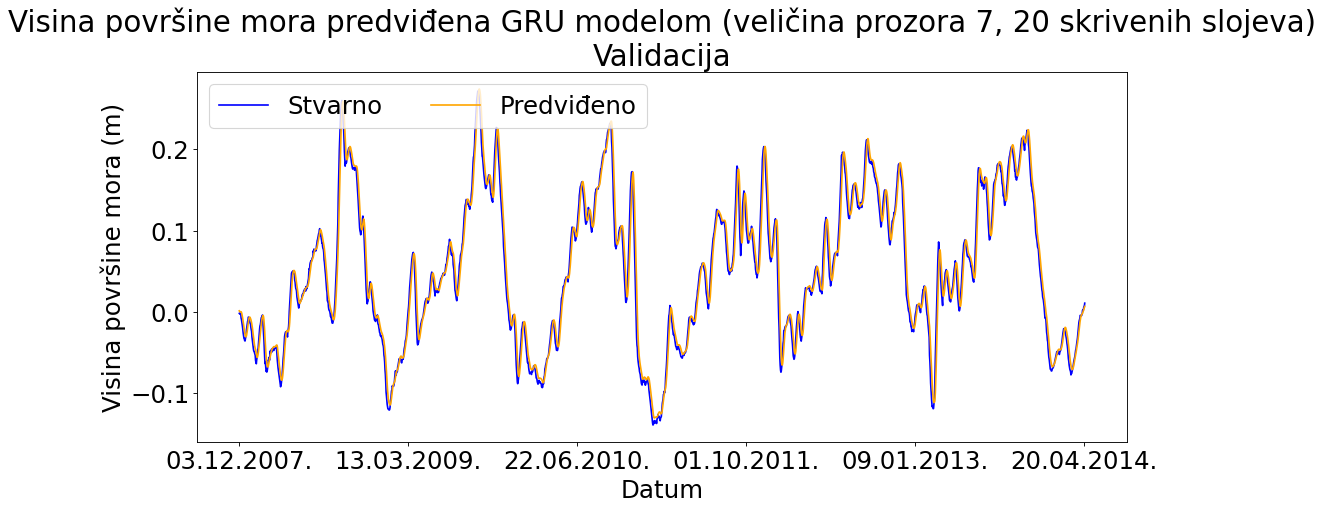 Visina površine mora predviđena GRU modelom (veličina prozora 7, 20 skrivenih slojeva)
Validacija
Stvarno
Predviđeno
Visina površine mora (m)
0.2
0.1
0.0
−0.1
03.12.2007.
13.03.2009.
22.06.2010.
01.10.2011.
09.01.2013.
20.04.2014.
Datum